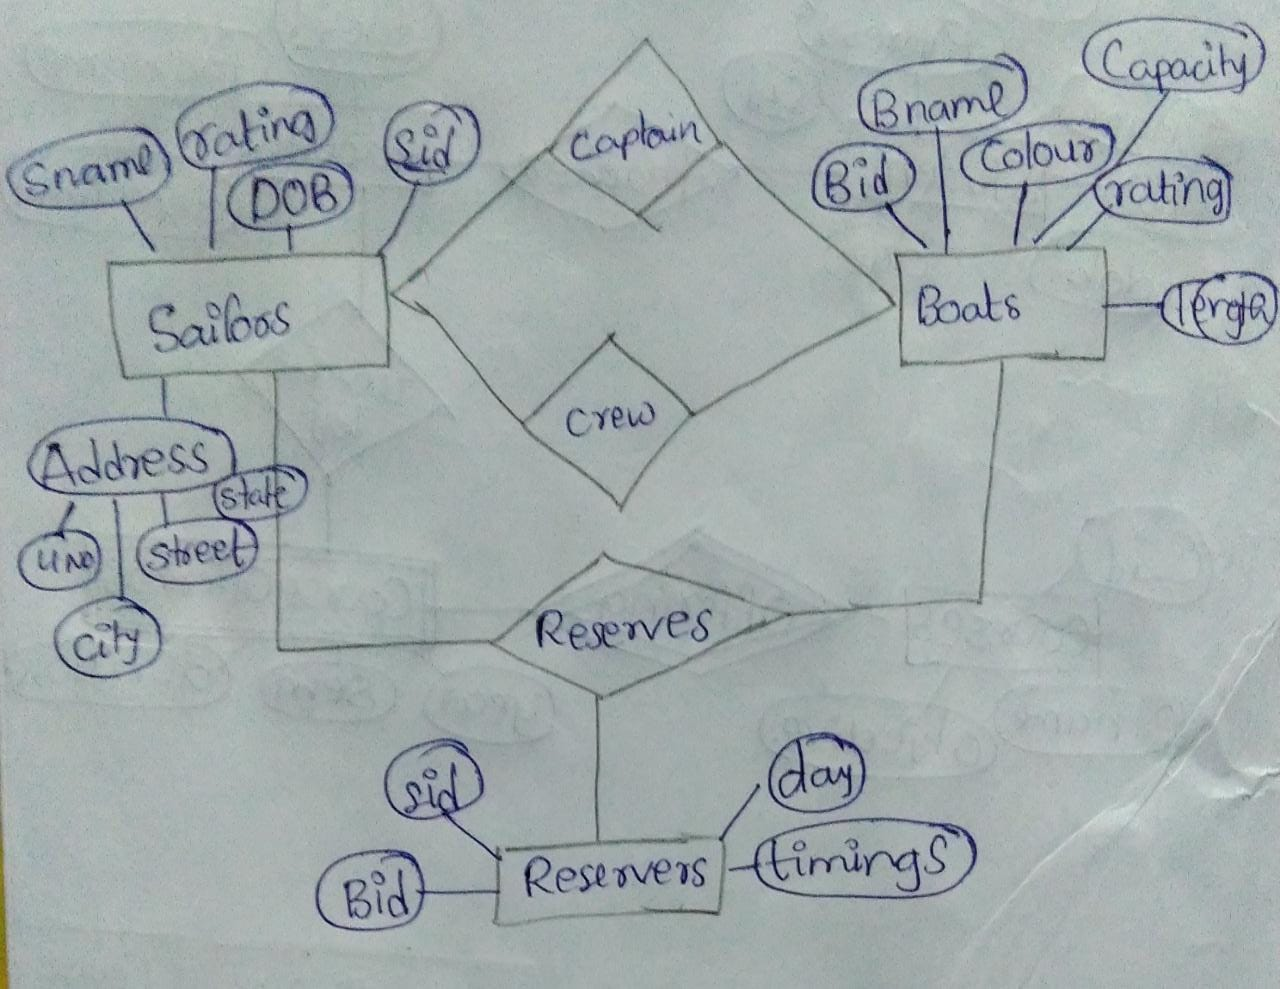 Capacity
Bname
rating
Captain
Colour
Sid
Sname
DOB
Bid
rating
Boats
Sailors
Crew
Address
state
street
City
Reserves
day
sid
timings
Reservers
Bid